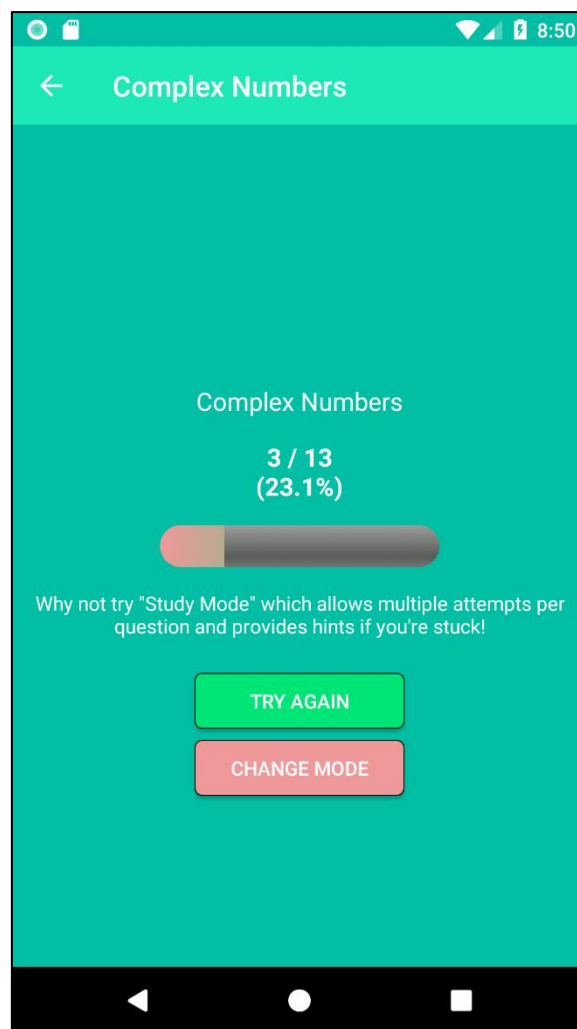 8:50
Complex Numbers
Complex Numbers
3 / 13
(23.1%)
Why not try "Study Mode" which allows multiple attempts per
question and provides hints if you're stuck!
TRY AGAIN
CHANGE MODE